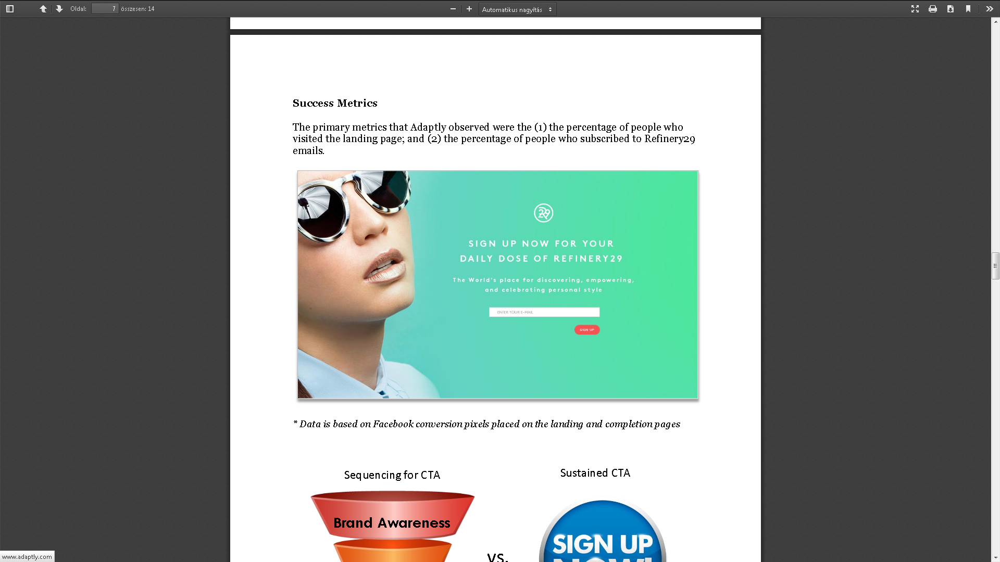 Oldal: 7 összesen: 14
Automatikus nagyítás
Success Metrics
The primary metrics that Adaptly observed were the (1) the percentage of people who
visited the landing page; and (2) the percentage of people who subscribed to Refinery29
emails.
R29
SIGN UP NOW FOR YOUR
DAILY DOSE OF REFINERY29
The World's place for discovering, empowering,
and celebrating personal style
ENTER YOUR E-MAIL
SIGN UP
* Data is based on Facebook conversion pixels placed on the landing and completion pages
Sequencing for CTA
Sustained CTA
Brand Awareness
SIGN UP
NOW!
vs.
www.adaptly.com